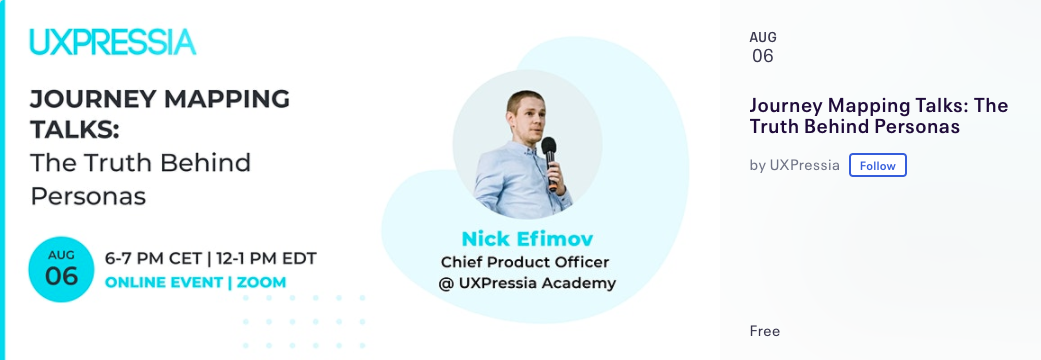 UXPRESSIA
JOURNEY MAPPING
TALKS:
The Truth Behind
Personas
AUG
06
6-7 PM CET | 12-1 PM EDT
ONLINE EVENT | ZOOM
Nick Efimov
Chief Product Officer
@ UXPressia Academy
AUG
06
Journey Mapping Talks: The
Truth Behind Personas
by UXPressia Follow
Free